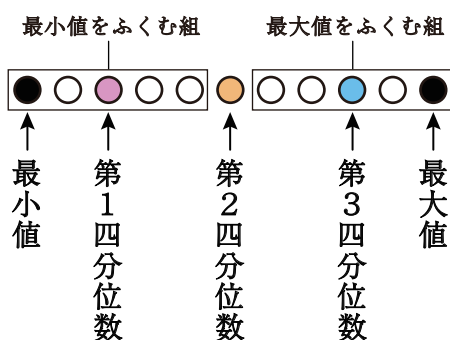 最小値をふくむ組
最大値をふくむ組
最小値
第1四分位数
第2四分位数
第3四分位数
最大値